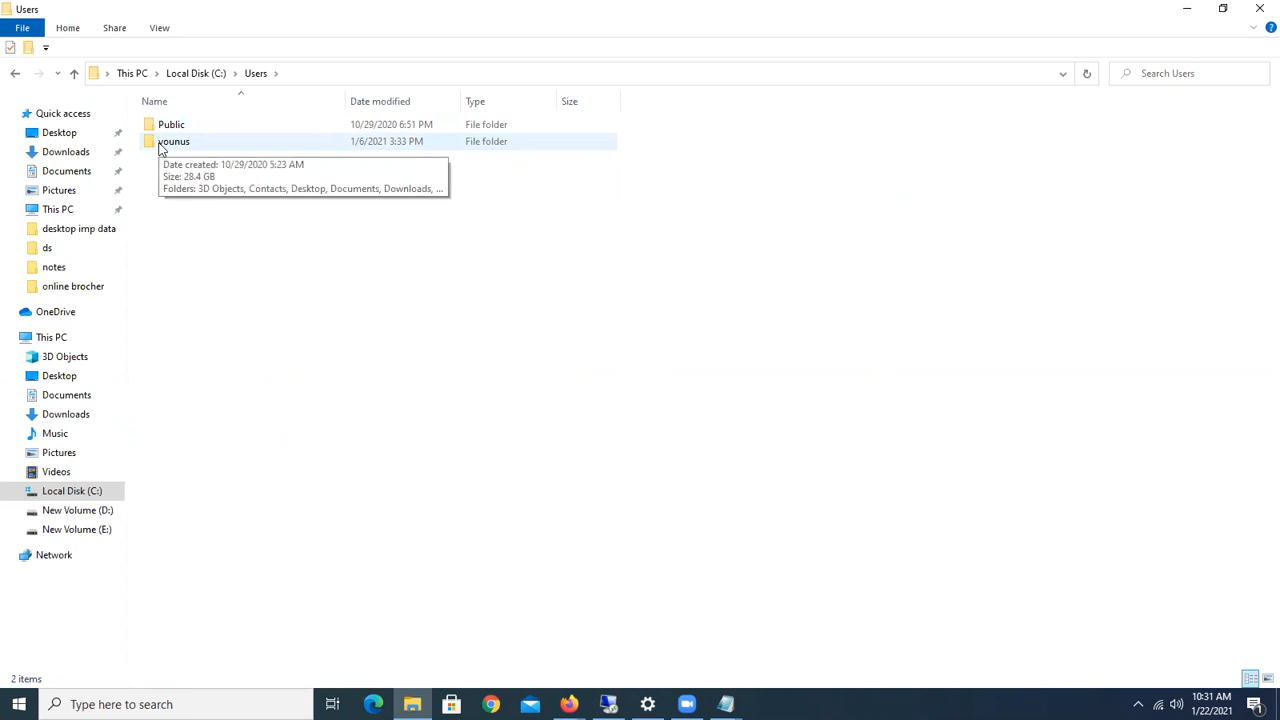 Users
File Home Share View
This PC Local Disk (C:) Users Search Users
Name Date modified Type Size
Quick access
Desktop
Downloads
Documents
Pictures
This PC
desktop imp data
ds
notes
online brocher
OneDrive
This PC
3D Objects
Desktop
Documents
Downloads
Music
Pictures
Videos
Local Disk (C:)
New Volume (D:)
New Volume (E:)
Network
Public 10/29/2020 6:51 PM File folder
younus 1/6/2021 3:33 PM File folder
Date created: 10/29/2020 5:23 AM
Size: 28.4 GB
Folders: 3D Objects, Contacts, Desktop, Documents, Downloads, ...
2 items
Type here to search
10:31 AM
1/22/2021